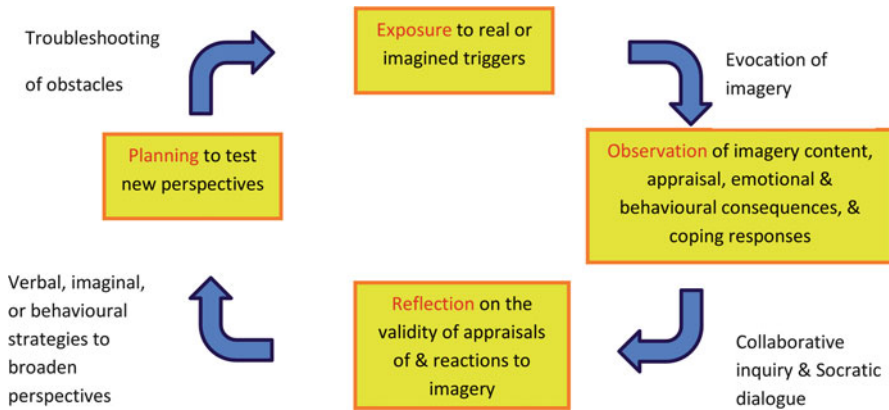 Troubleshooting
of obstacles
Exposure to real or
imagined triggers
Evocation of
imagery
Planning to test
new perspectives
Observation of imagery content,
appraisal, emotional &
behavioural consequences, &
coping responses
Verbal, imaginal,
or behavioural
strategies to
broaden
perspectives
Reflection on the
validity of appraisals
of & reactions to
imagery
Collaborative
inquiry & Socratic
dialogue